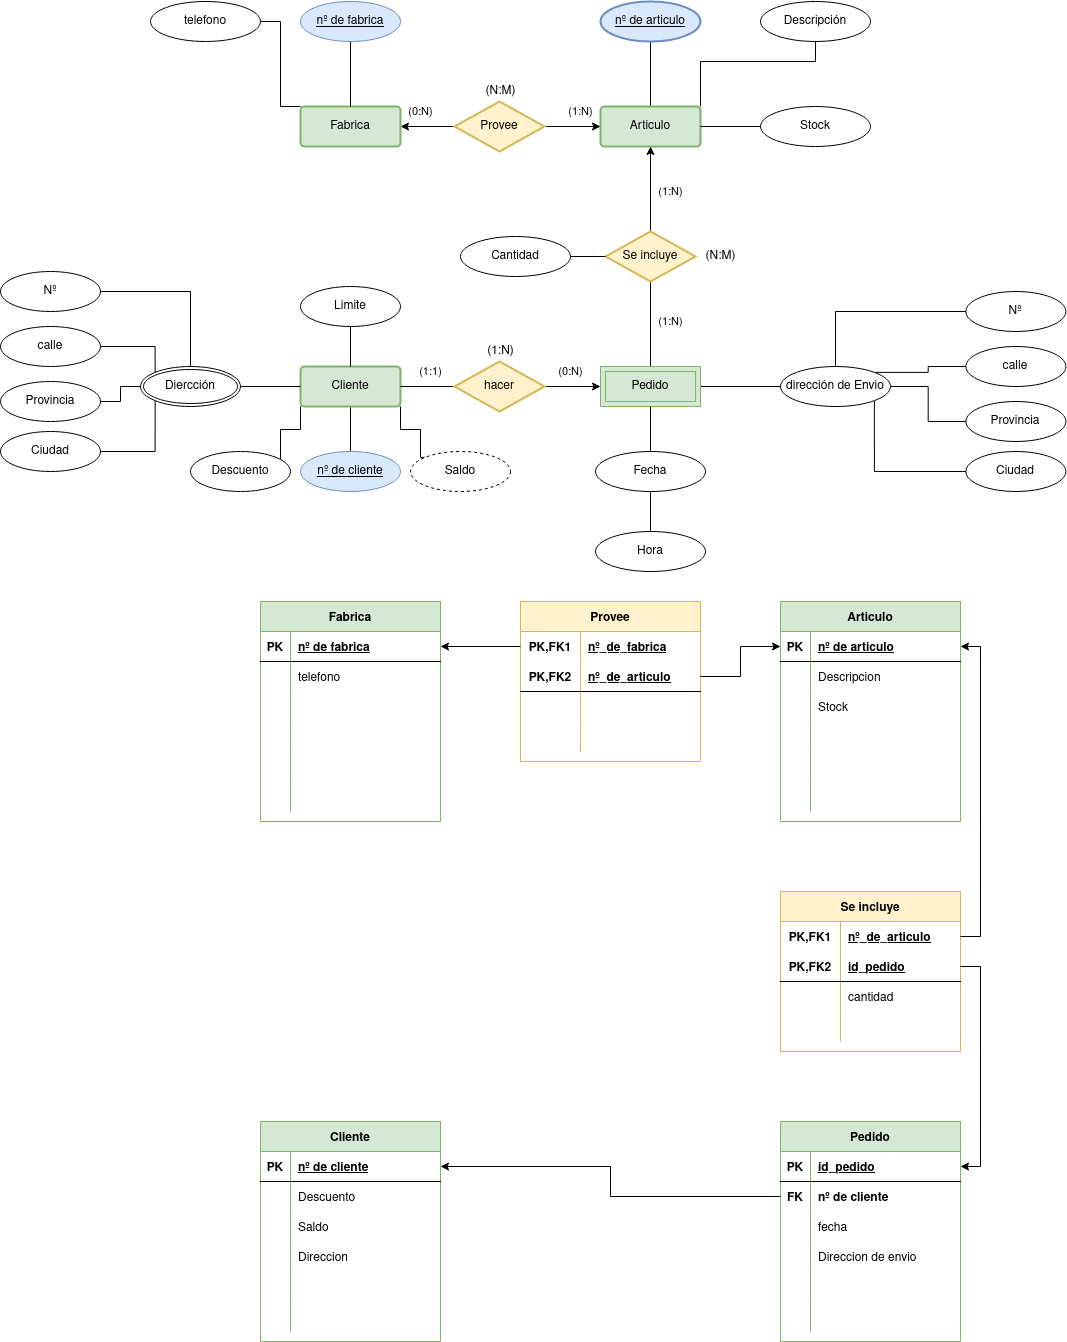 telefono
nº de fabrica
nº de articulo
Descripción
(N:M)
(0:N)
(1:N)
Fabrica
Provee
Articulo
Stock
(1:N)
Cantidad
Se incluye
(N:M)
Nº
Limite
Nº
(1:N)
calle
(1:N)
calle
(1:1)
(0:N)
Diercción
Cliente
hacer
Pedido
dirección de Envio
Provincia
Provincia
Ciudad
Descuento
nº de cliente
Saldo
Fecha
Ciudad
Hora
Fabrica
PK nº de fabrica
telefono
Provee
PK,FK1 nº_de_fabrica
PK,FK2 nº_de_articulo
Articulo
PK nº de articulo
Descripcion
Stock
Se incluye
PK,FK1 nº_de_articulo
PK,FK2 id_pedido
cantidad
Cliente
PK nº de cliente
Descuento
Saldo
Direccion
Pedido
PK id_pedido
FK nº de cliente
fecha
Direccion de envio